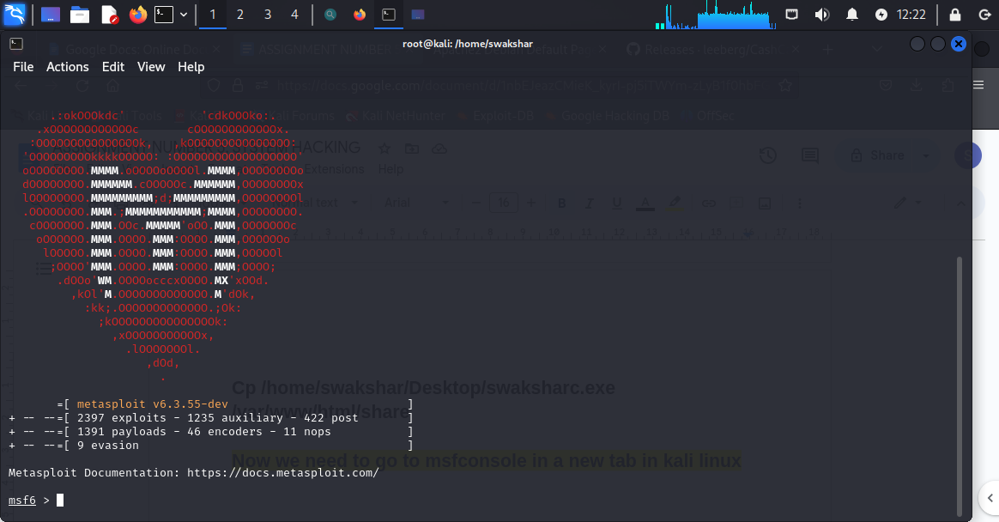 1 2 3 4 12:22
root@kali: /home/swakshar
File Actions Edit View Help
.:okOOOkdc' 'cdkOOOko:.
.xOOOOOOOOOOOOc cOOOOOOOOOOOOx.
:OOOOOOOOOOOOOOOk, ,kOOOOOOOOOOOOOOO:
'OOOOOOOOOkkkkOOOOO: :OOOOOOOOOOOOOOOOOO'
oOOOOOOOO.MMMM.oOOOOoOOOOl.MMMM,OOOOOOOOo
dOOOOOOOO.MMMMMM.cOOOOOc.MMMMMM,OOOOOOOOx
lOOOOOOOO.MMMMMMMMM;d;MMMMMMMMM,OOOOOOOOl
.OOOOOOOO.MMM.;MMMMMMMMMMM;MMMM,OOOOOOOO.
cOOOOOOO.MMM.OOc.MMMMM'oOO.MMM,OOOOOOOc
oOOOOOO.MMM.OOOO.MMM:OOOO.MMM,OOOOOOo
lOOOOO.MMM.OOOO.MMM:OOOO.MMM,OOOOOl
;OOOO'MMM.OOOO.MMM:OOOO.MMM;OOOO;
.dOOo'WM.OOOOocccxOOOO.MX'xOOd.
,kOl'M.OOOOOOOOOOOOO.M'dOk,
:kk;.OOOOOOOOOOOOO.;Ok:
;kOOOOOOOOOOOOOOOk:
,xOOOOOOOOOOOx,
.lOOOOOOOl.
,dOd,
.
Cp /home/swakshar/Desktop/swaksharc.exe
/var/www/html/share
=[ metasploit v6.3.55-dev ]
+ -- --=[ 2397 exploits - 1235 auxiliary - 422 post ]
+ -- --=[ 1391 payloads - 46 encoders - 11 nops ]
+ -- --=[ 9 evasion ]
Now we need to go to msfconsole in a new tab in kali linux
Metasploit Documentation: https://docs.metasploit.com/
msf6 >